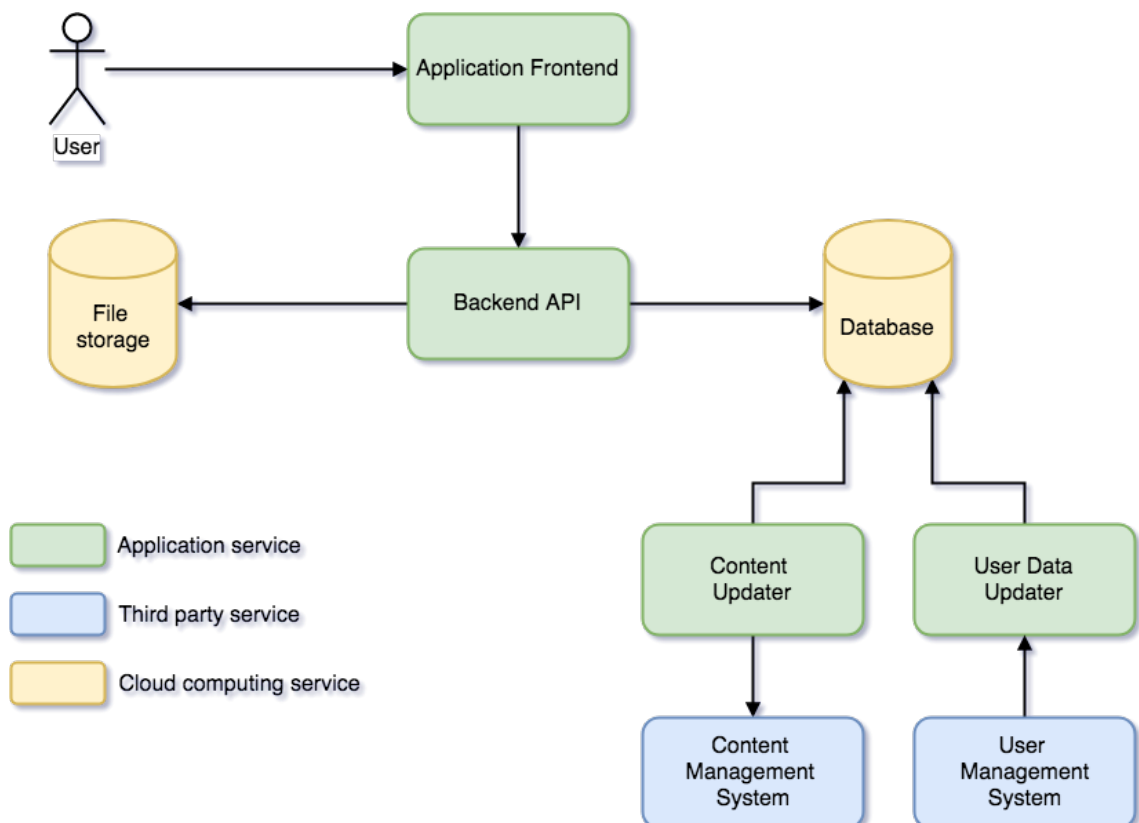 Application Frontend
User
File
storage
Backend API
Database
Application service
Third party service
Cloud computing service
Content
Updater
User Data
Updater
Content
Management
System
User
Management
System